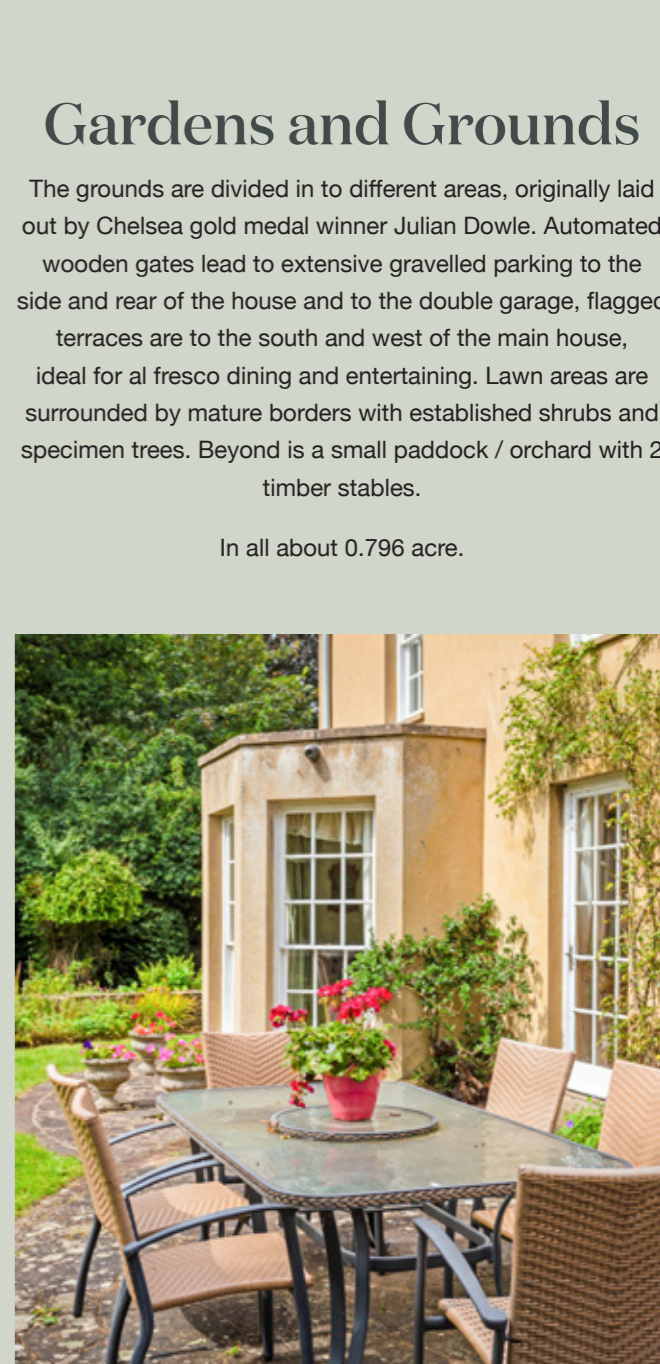 Gardens and Grounds
The grounds are divided in to different areas, originally laid
out by Chelsea gold medal winner Julian Dowle. Automated
wooden gates lead to extensive gravelled parking to the
side and rear of the house and to the double garage, flagged
terraces are to the south and west of the main house,
ideal for al fresco dining and entertaining. Lawn areas are
surrounded by mature borders with established shrubs and
specimen trees. Beyond is a small paddock / orchard with 2
timber stables.
In all about 0.796 acre.